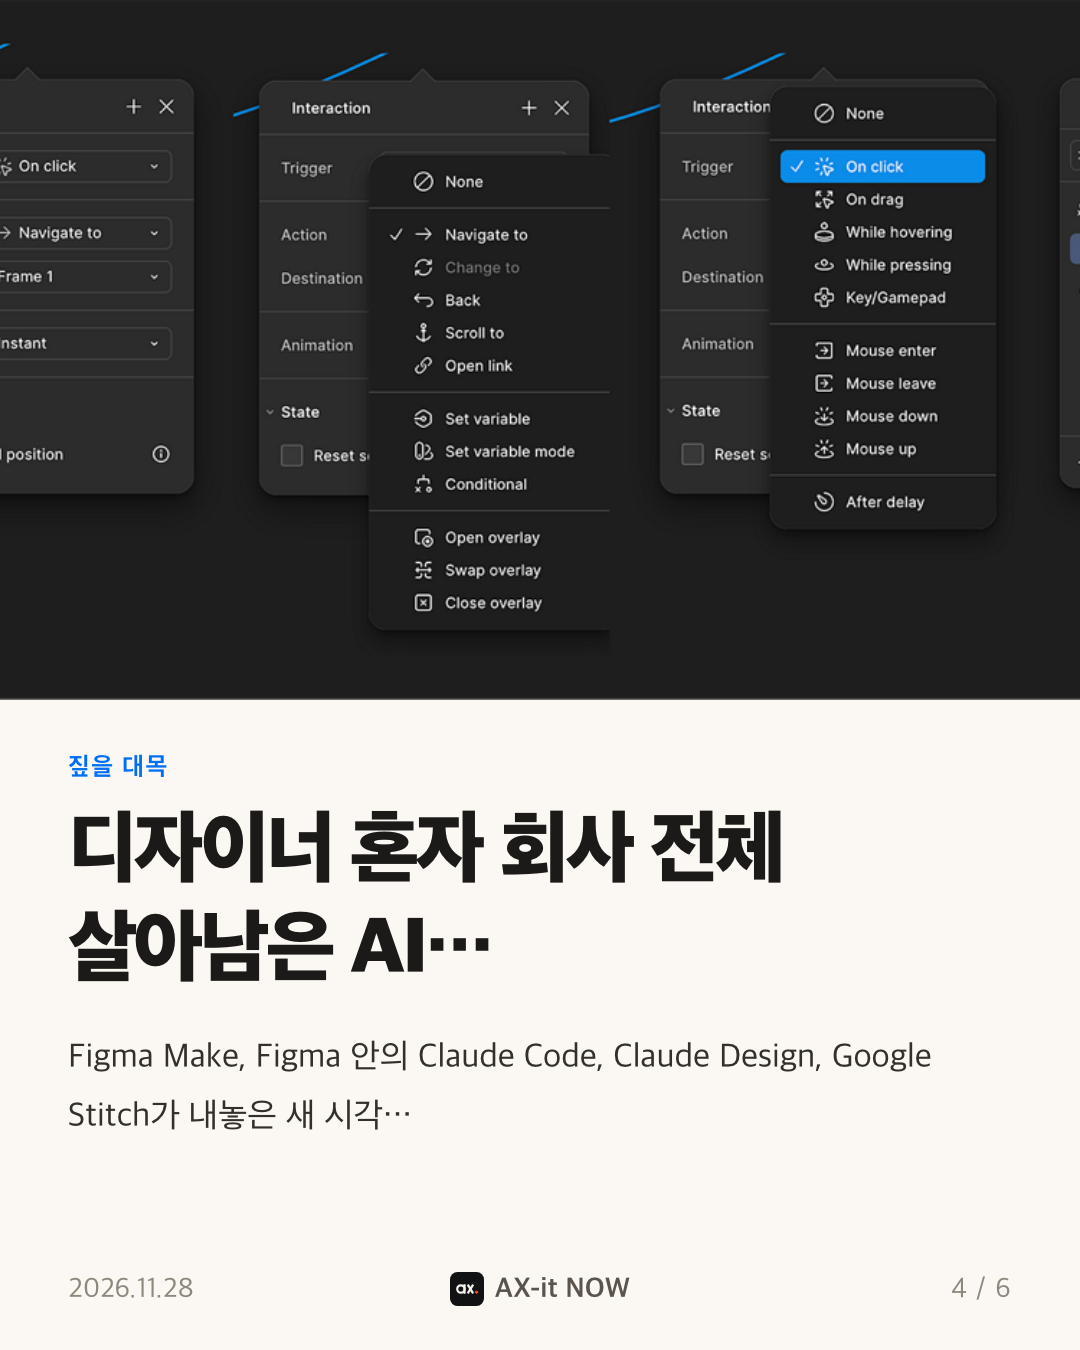 On click
Navigate to
Frame 1
Instant
position
Interaction
Trigger
Action
Destination
Animation
State
Reset
None
Navigate to
Change to
Back
Scroll to
Open link
Set variable
Set variable mode
Conditional
Open overlay
Swap overlay
Close overlay
Interaction
Trigger
Action
Destination
Animation
State
Reset
None
On click
On drag
While hovering
While pressing
Key/Gamepad
Mouse enter
Mouse leave
Mouse down
Mouse up
After delay
짚을 대목
디자이너 혼자 회사 전체
살아남은 AI…
Figma Make, Figma 안의 Claude Code, Claude Design, Google
Stitch가 내놓은 새 시각…
2026.11.28
ax.
AX-it NOW
4 / 6